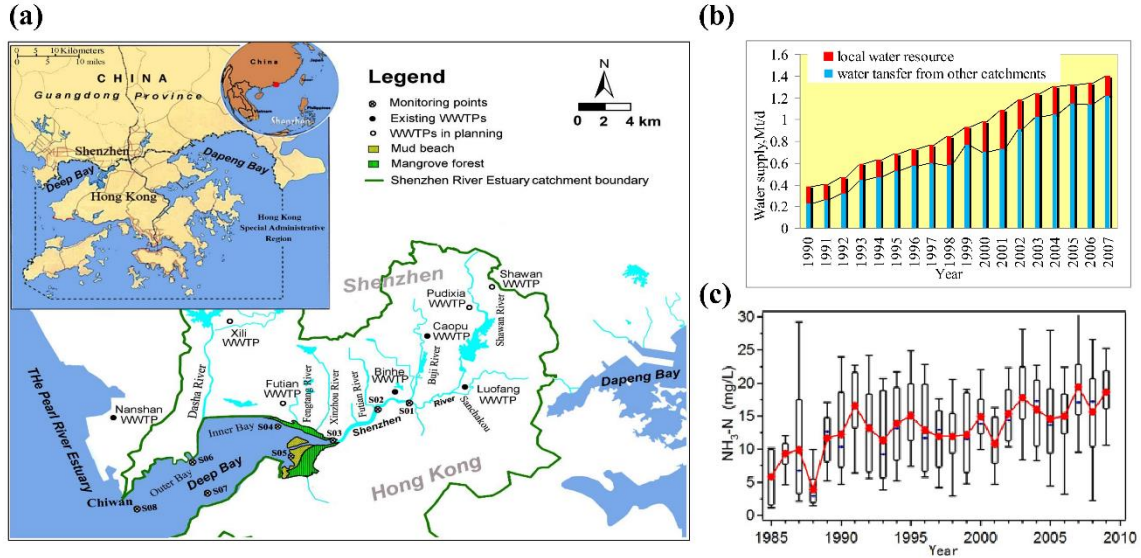 (a)
0 5 10 Kilometers
0 5 10 miles
CHINA
Guangdong Province
Shenzhen
Deep Bay
Dapeng Bay
Hong Kong
Hong Kong
Special Administrative
Region
Shenzhen
Legend
Monitoring points
Existing WWTPs
WWTPs in planning
Mud beach
Mangrove forest
Shenzhen River Estuary catchment boundary
N
0 2 4 km
Shenzhen
Shawan
WWTP
Pudixia
WWTP
Shawan River
Xili
WWTP
Caopu
WWTP
Buji River
Binhe
WWTP
Futian
WWTP
Fengtang River
Xinzhou River
Futian River
Luofang
WWTP
Dapeng Bay
THe Pearl River Estuary
Nanshan
WWTP
Dasha River
S02
S01
River
Sanchahou
Shenzhen
Inner Bay
S04
S03
S05
Hong Kong
Deep Bay
S06
Outer Bay
S07
Chiwan
S08
(b)
Water supply,Mt/d
1.6
1.4
1.2
1
0.8
0.6
0.4
0.2
0
local water resource
water tansfer from other catchments
1990 1991 1992 1993 1994 1995 1996 1997 1998 1999 2000 2001 2002 2003 2004 2005 2006 2007
Year
(c)
NH3-N (mg/L)
30
25
20
15
10
5
0
1985 1990 1995 2000 2005 2010
Year